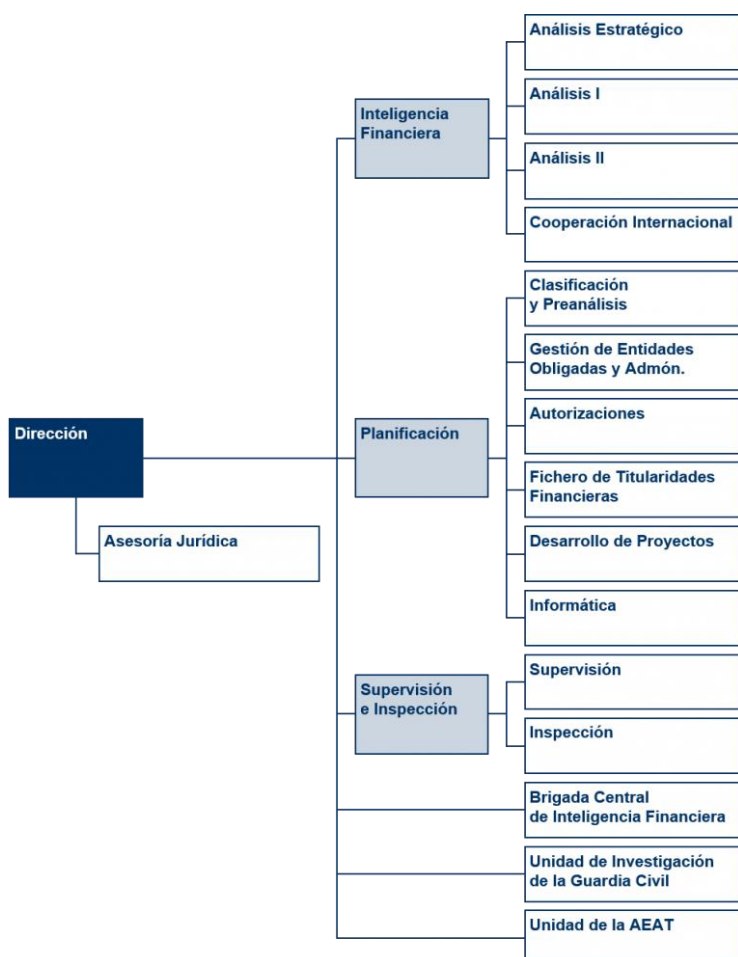 Dirección
Asesoría Jurídica
Inteligencia
Financiera
Análisis Estratégico
Análisis I
Análisis II
Cooperación Internacional
Planificación
Clasificación
y Preanálisis
Gestión de Entidades
Obligadas y Admón.
Autorizaciones
Fichero de Titularidades
Financieras
Desarrollo de Proyectos
Informática
Supervisión
e Inspección
Supervisión
Inspección
Brigada Central
de Inteligencia Financiera
Unidad de Investigación
de la Guardia Civil
Unidad de la AEAT